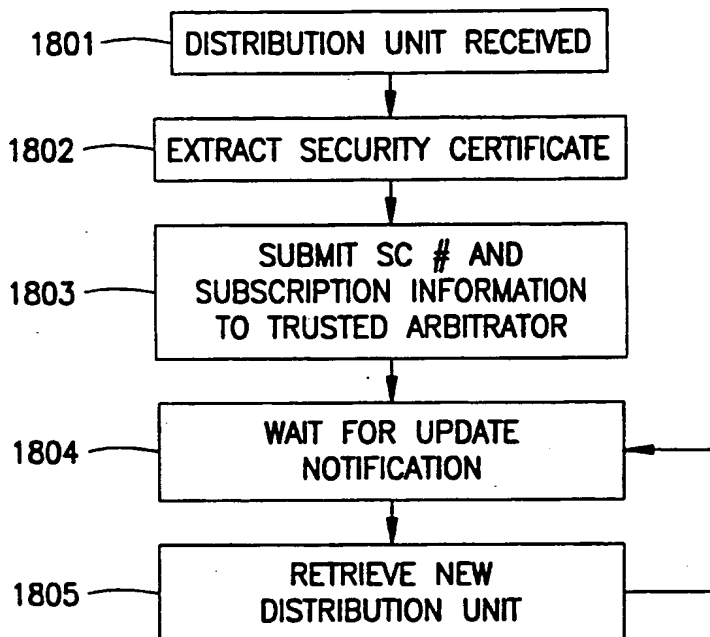 1801 DISTRIBUTION UNIT RECEIVED
1802 EXTRACT SECURITY CERTIFICATE
SUBMIT SC # AND
1803 SUBSCRIPTION INFORMATION
TO TRUSTED ARBITRATOR
1804 WAIT FOR UPDATE
NOTIFICATION
1805 RETRIEVE NEW
DISTRIBUTION UNIT